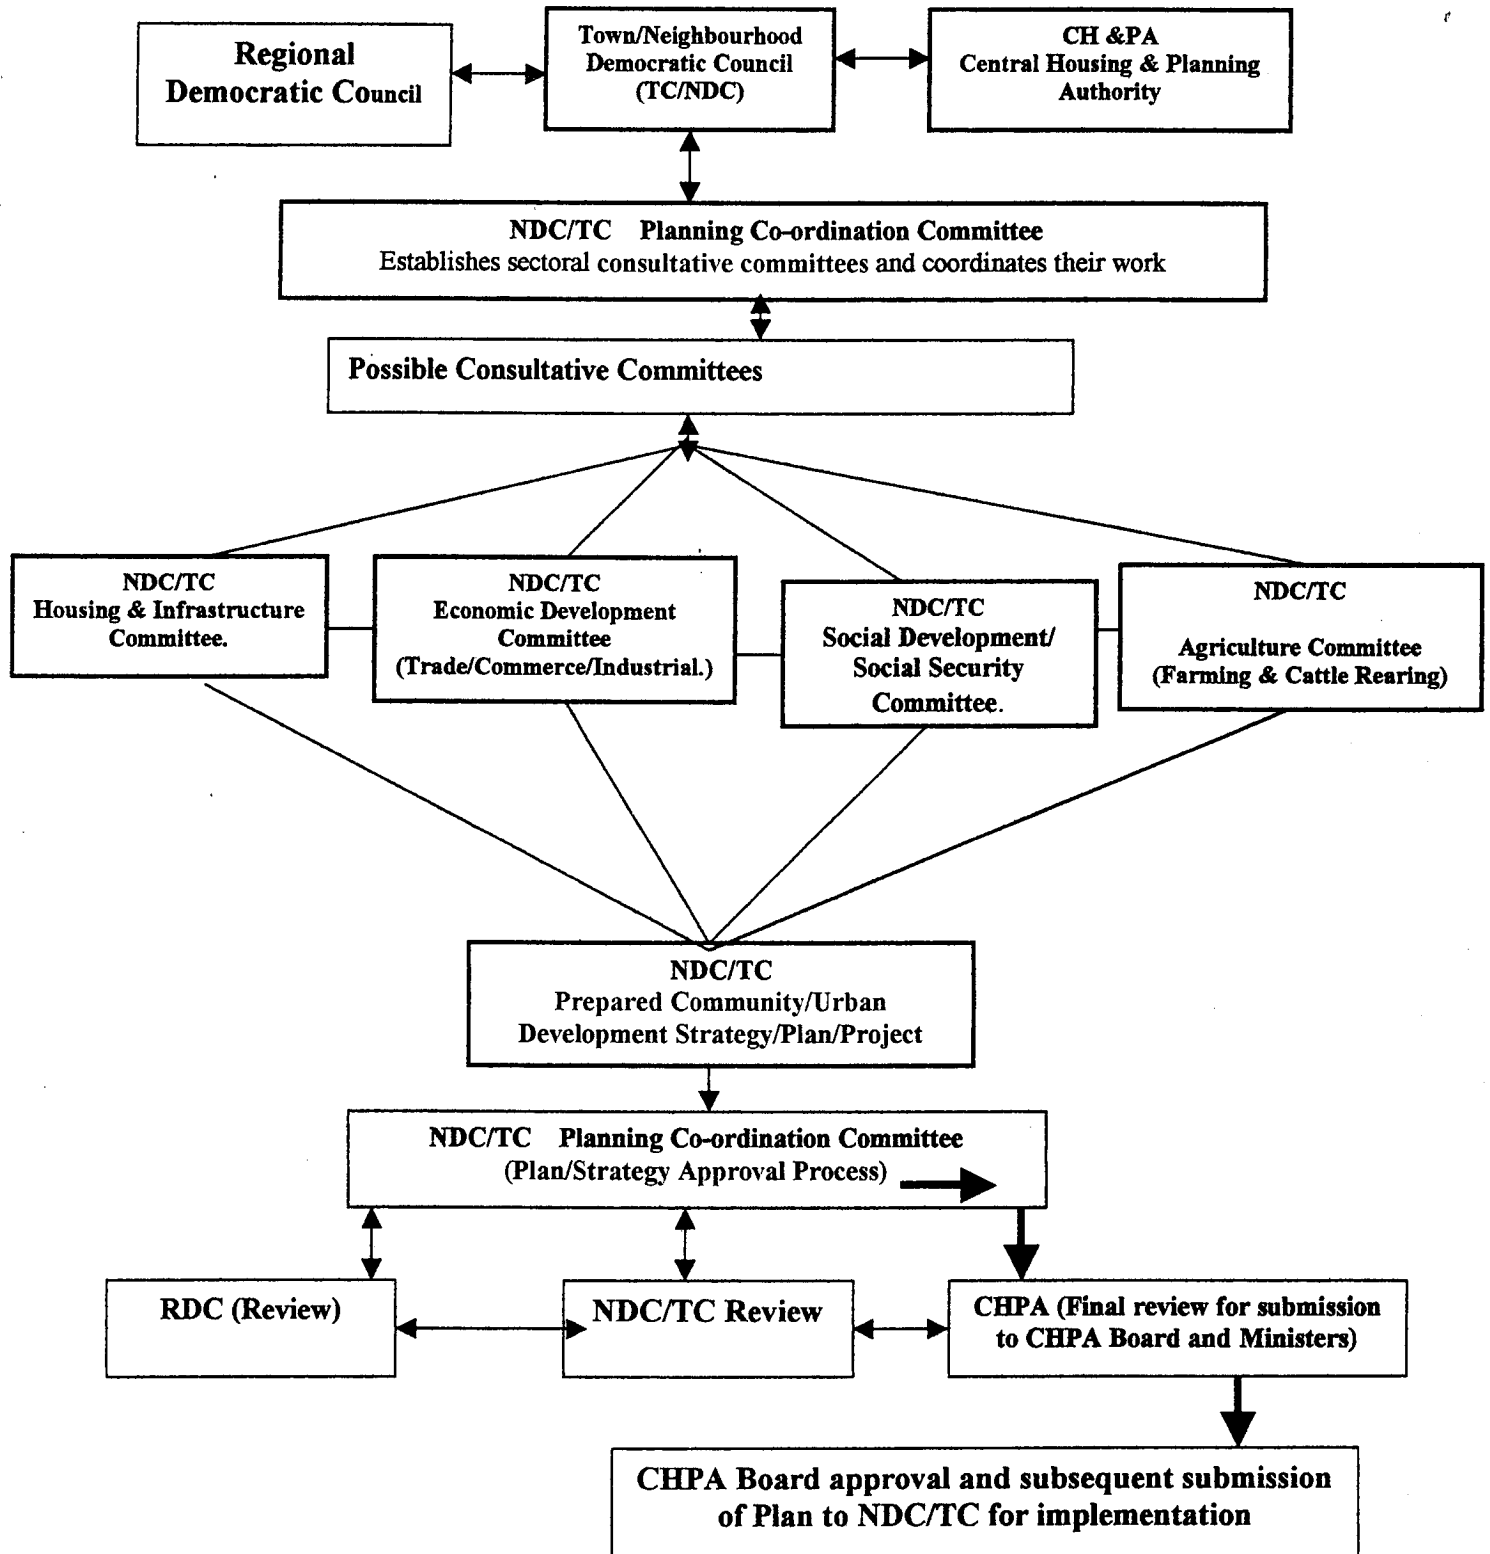 Regional
Democratic Council
Town/Neighbourhood
Democratic Council
(TC/NDC)
CH &PA
Central Housing & Planning
Authority
NDC/TC Planning Co-ordination Committee
Establishes sectoral consultative committees and coordinates their work
Possible Consultative Committees
NDC/TC
Housing & Infrastructure
Committee.
NDC/TC
Economic Development
Committee
(Trade/Commerce/Industrial.)
NDC/TC
Social Development/
Social Security
Committee.
NDC/TC
Agriculture Committee
(Farming & Cattle Rearing)
NDC/TC
Prepared Community/Urban
Development Strategy/Plan/Project
NDC/TC Planning Co-ordination Committee
(Plan/Strategy Approval Process)
RDC (Review)
NDC/TC Review
CHPA (Final review for submission
to CHPA Board and Ministers)
CHPA Board approval and subsequent submission
of Plan to NDC/TC for implementation